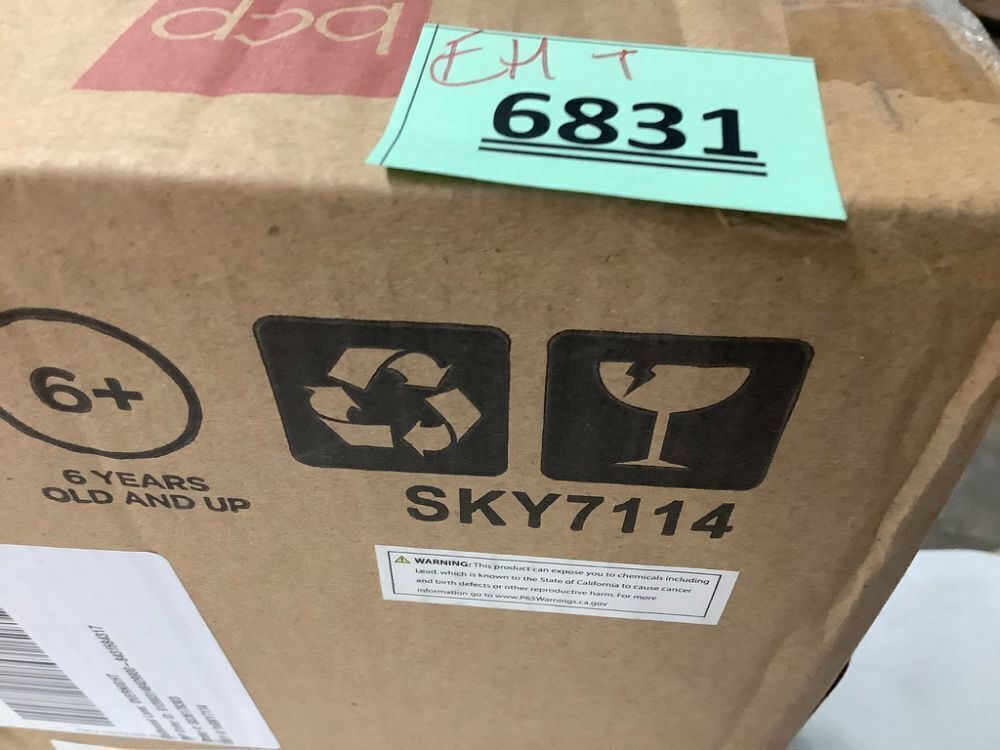 bcp
EH T
6831
6+
6 YEARS
OLD AND UP
SKY7114
WARNING: This product can expose you to chemicals including
Lead, which is known to the State of California to cause cancer
and birth defects or other reproductive harm. For more
information go to www.P65Warnings.ca.gov